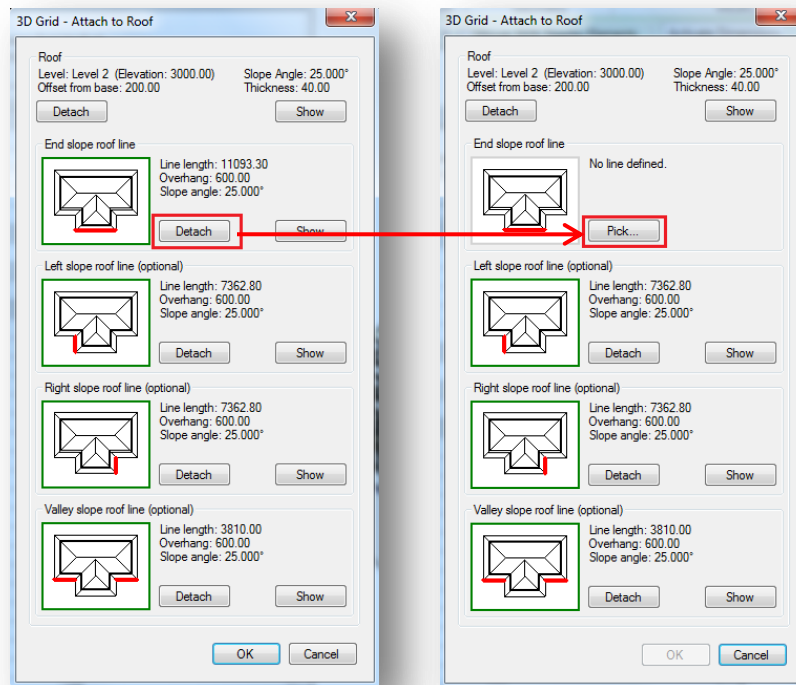 3D Grid - Attach to Roof
Roof
Level: Level 2 (Elevation: 3000.00) Slope Angle: 25.000°
Offset from base: 200.00 Thickness: 40.00
Detach Show
End slope roof line
Line length: 11093.30
Overhang: 600.00
Slope angle: 25.000°
Detach Show
Left slope roof line (optional)
Line length: 7362.80
Overhang: 600.00
Slope angle: 25.000°
Detach Show
Right slope roof line (optional)
Line length: 7362.80
Overhang: 600.00
Slope angle: 25.000°
Detach Show
Valley slope roof line (optional)
Line length: 3810.00
Overhang: 600.00
Slope angle: 25.000°
Detach Show
OK Cancel
3D Grid - Attach to Roof
Roof
Level: Level 2 (Elevation: 3000.00) Slope Angle: 25.000°
Offset from base: 200.00 Thickness: 40.00
Detach Show
End slope roof line
No line defined.
Pick...
Left slope roof line (optional)
Line length: 7362.80
Overhang: 600.00
Slope angle: 25.000°
Detach Show
Right slope roof line (optional)
Line length: 7362.80
Overhang: 600.00
Slope angle: 25.000°
Detach Show
Valley slope roof line (optional)
Line length: 3810.00
Overhang: 600.00
Slope angle: 25.000°
Detach Show
OK Cancel